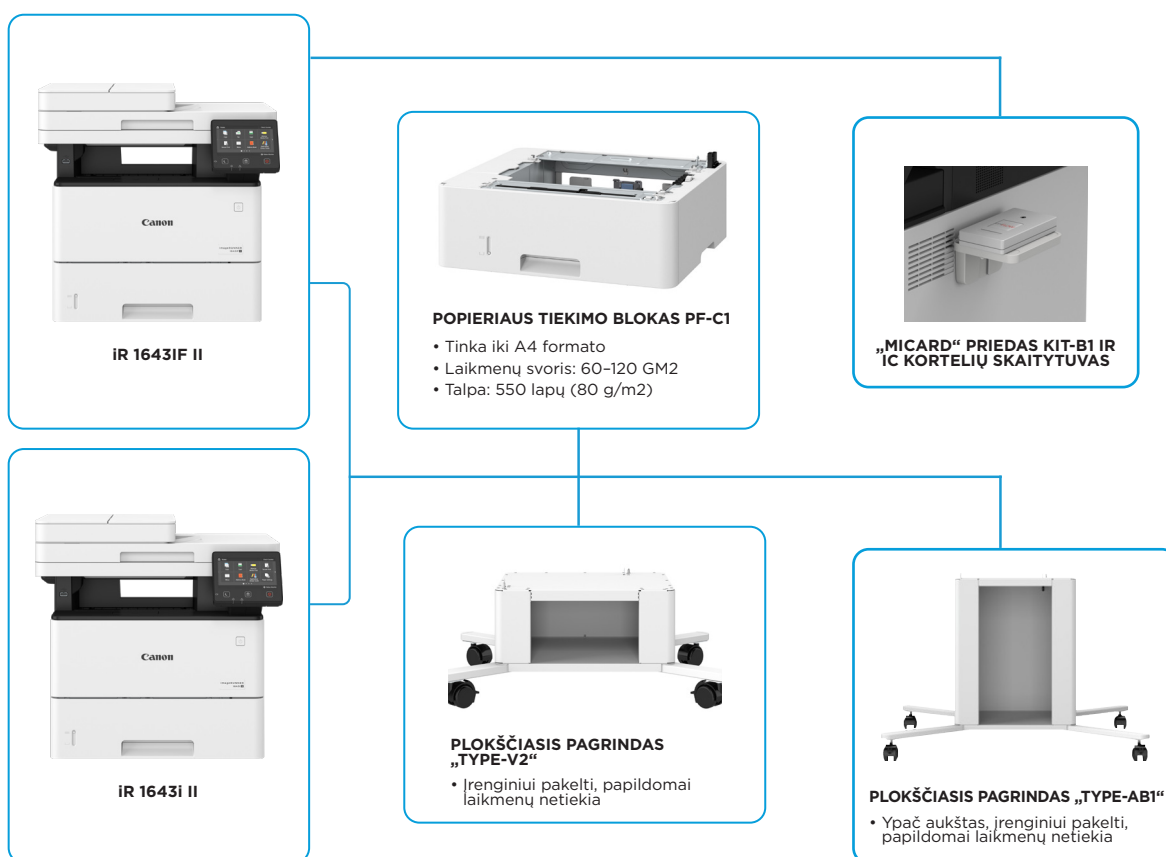 Canon
iR 1643IF II
POPIERIAUS TIEKIMO BLOKAS PF-C1
• Tinka iki A4 formato
• Laikmenų svoris: 60–120 GM2
• Talpa: 550 lapų (80 g/m2)
„MICARD“ PRIEDAS KIT-B1 IR
IC KORTELIŲ SKAITYTUVAS
Canon
iR 1643i II
PLOKŠČIASIS PAGRINDAS
„TYPE-V2“
• Įrenginiui pakelti, papildomai
laikmenų netiekia
PLOKŠČIASIS PAGRINDAS „TYPE-AB1“
• Ypač aukštas, įrenginiui pakelti,
papildomai laikmenų netiekia